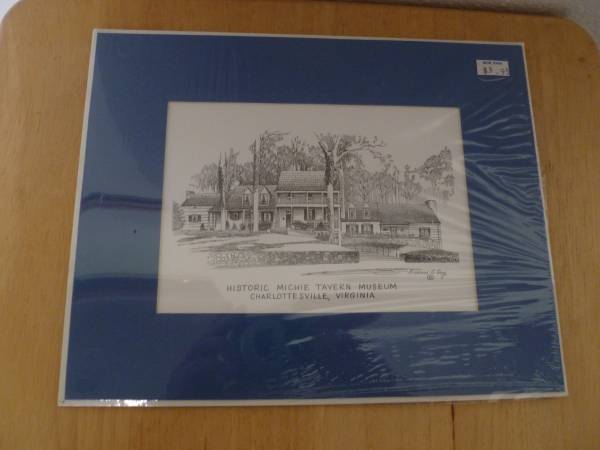 HISTORIC MICHIE TAVERN MUSEUM
CHARLOTTESVILLE, VIRGINIA